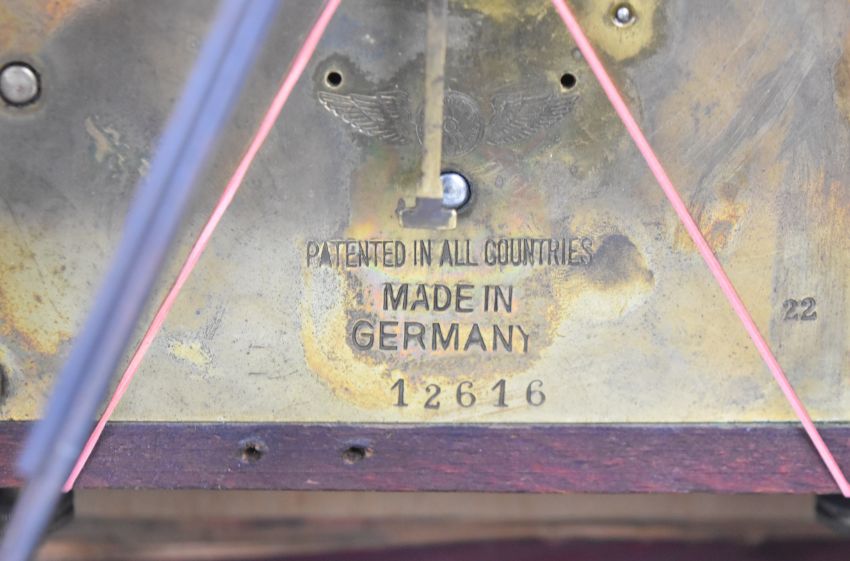 PATENTED IN ALL COUNTRIES
MADE IN
GERMANY
22
12616